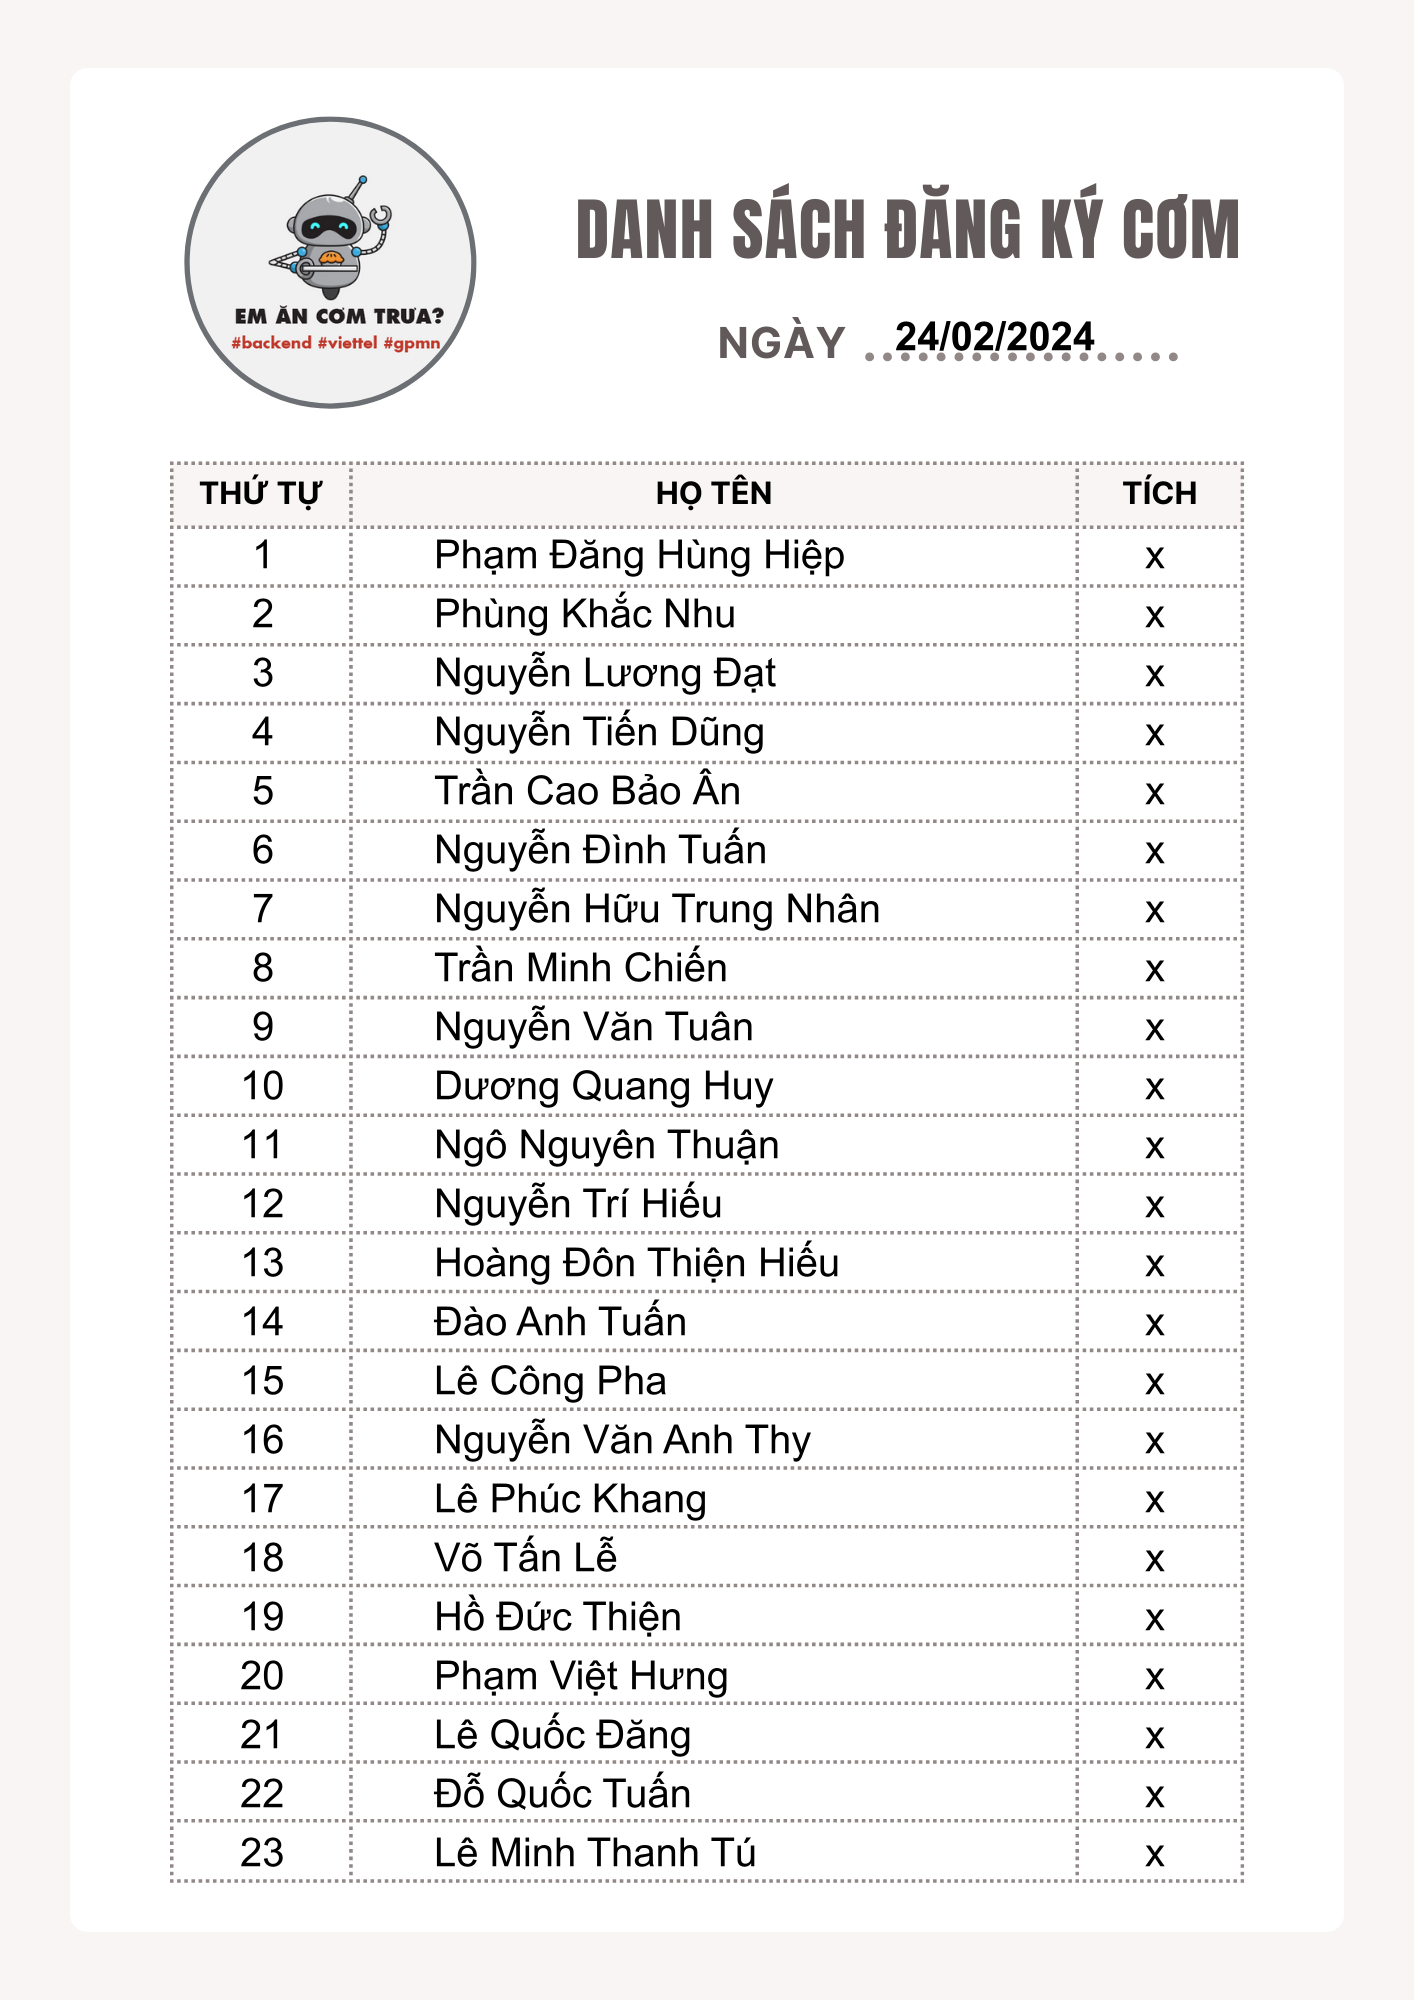 EM ĂN CƠM TRƯA?
#backend #viettel #gpmn
DANH SÁCH ĐĂNG KÝ CƠM
NGÀY 24/02/2024
THỨ TỰ HỌ TÊN TÍCH
1 Phạm Đăng Hùng Hiệp x
2 Phùng Khắc Nhu x
3 Nguyễn Lương Đạt x
4 Nguyễn Tiến Dũng x
5 Trần Cao Bảo Ân x
6 Nguyễn Đình Tuấn x
7 Nguyễn Hữu Trung Nhân x
8 Trần Minh Chiến x
9 Nguyễn Văn Tuân x
10 Dương Quang Huy x
11 Ngô Nguyên Thuận x
12 Nguyễn Trí Hiếu x
13 Hoàng Đôn Thiện Hiếu x
14 Đào Anh Tuấn x
15 Lê Công Pha x
16 Nguyễn Văn Anh Thy x
17 Lê Phúc Khang x
18 Võ Tấn Lễ x
19 Hồ Đức Thiện x
20 Phạm Việt Hưng x
21 Lê Quốc Đăng x
22 Đỗ Quốc Tuấn x
23 Lê Minh Thanh Tú x